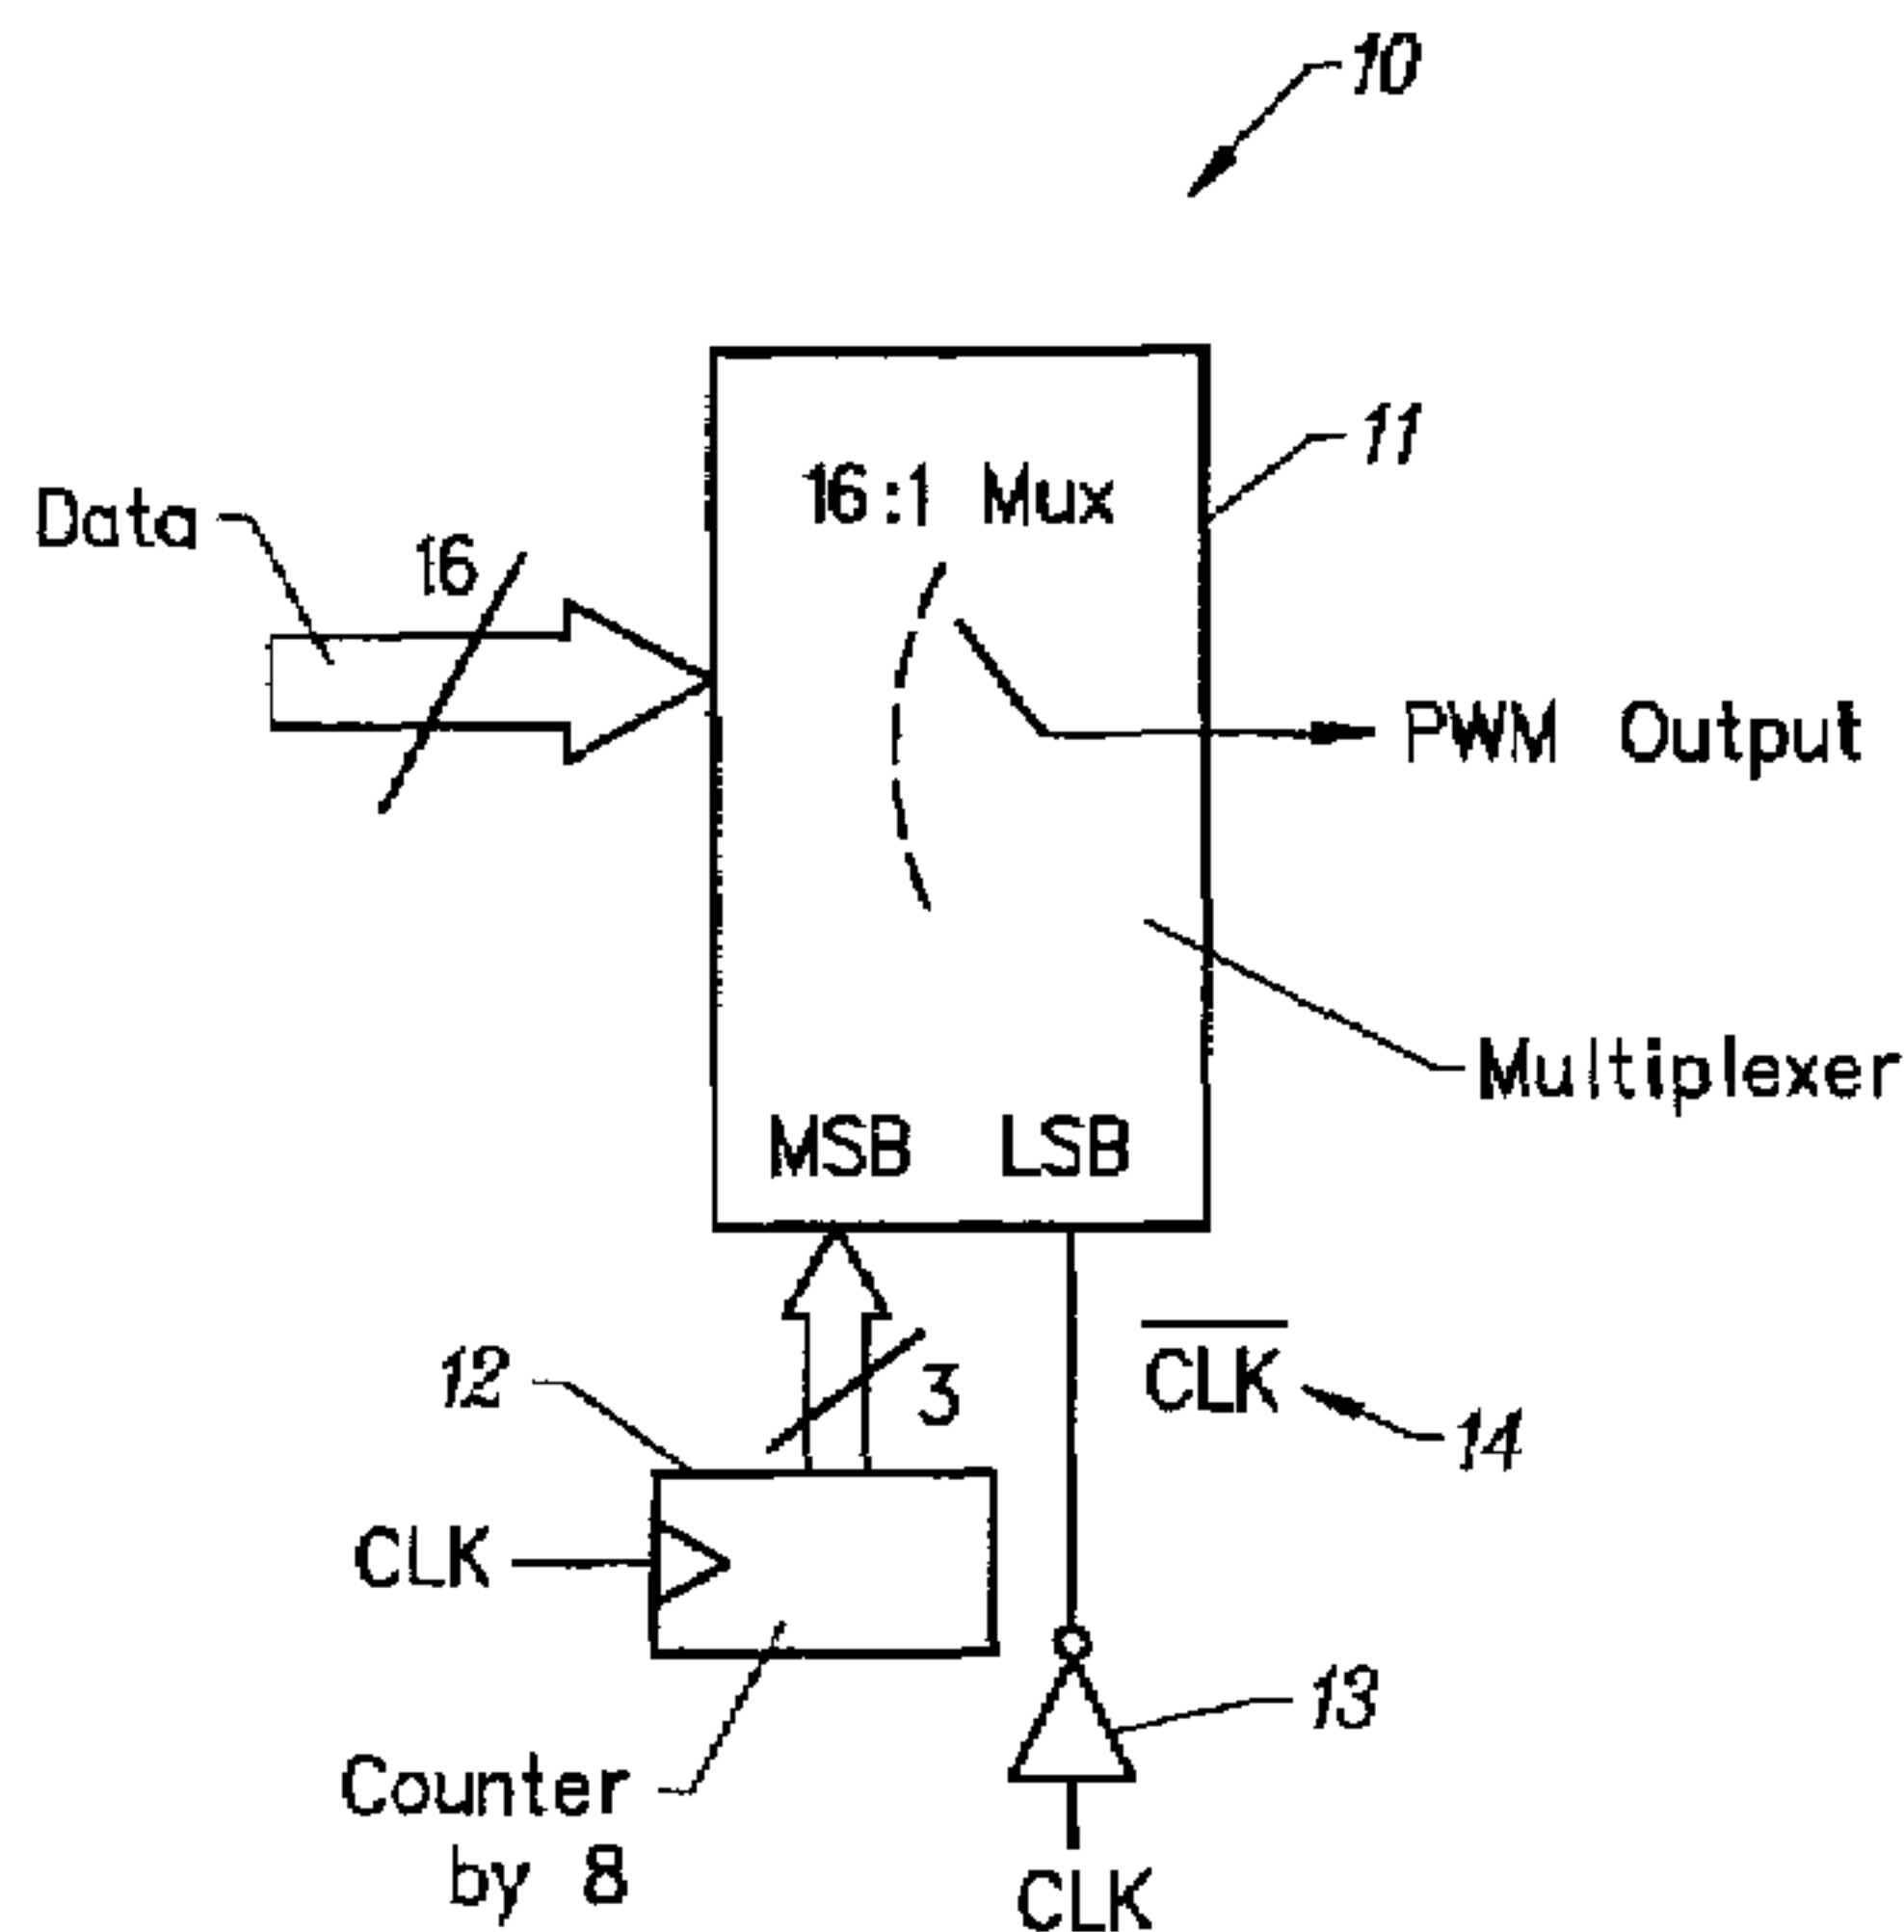 10
11
16:1 Mux
Data
16
PWM Output
Multiplexer
MSB LSB
12
3
C̅L̅K̅
14
CLK
13
Counter
by 8
CLK